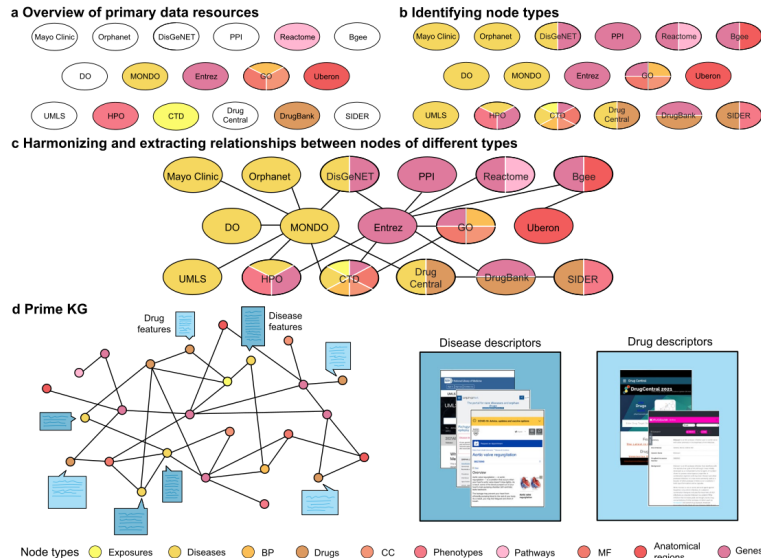 a Overview of primary data resources
Mayo Clinic
Orphanet
DisGeNET
PPI
Reactome
Bgee
DO
MONDO
Entrez
GO
Uberon
UMLS
HPO
CTD
Drug
Central
DrugBank
SIDER
b Identifying node types
Mayo Clinic
Orphanet
DisGeNET
PPI
Reactome
Bgee
DO
MONDO
Entrez
GO
Uberon
UMLS
HPO
CTD
Drug
Central
DrugBank
SIDER
c Harmonizing and extracting relationships between nodes of different types
Mayo Clinic
Orphanet
DisGeNET
PPI
Reactome
Bgee
DO
MONDO
Entrez
GO
Uberon
UMLS
HPO
CTD
Drug
Central
DrugBank
SIDER
d Prime KG
Drug
features
Disease
features
Disease descriptors
UML
Aortic valve regurgitation
Overview
Drug descriptors
DrugCentral 2021
Drugs
Node types
Exposures
Diseases
BP
Drugs
CC
Phenotypes
Pathways
MF
Anatomical
regions
Genes